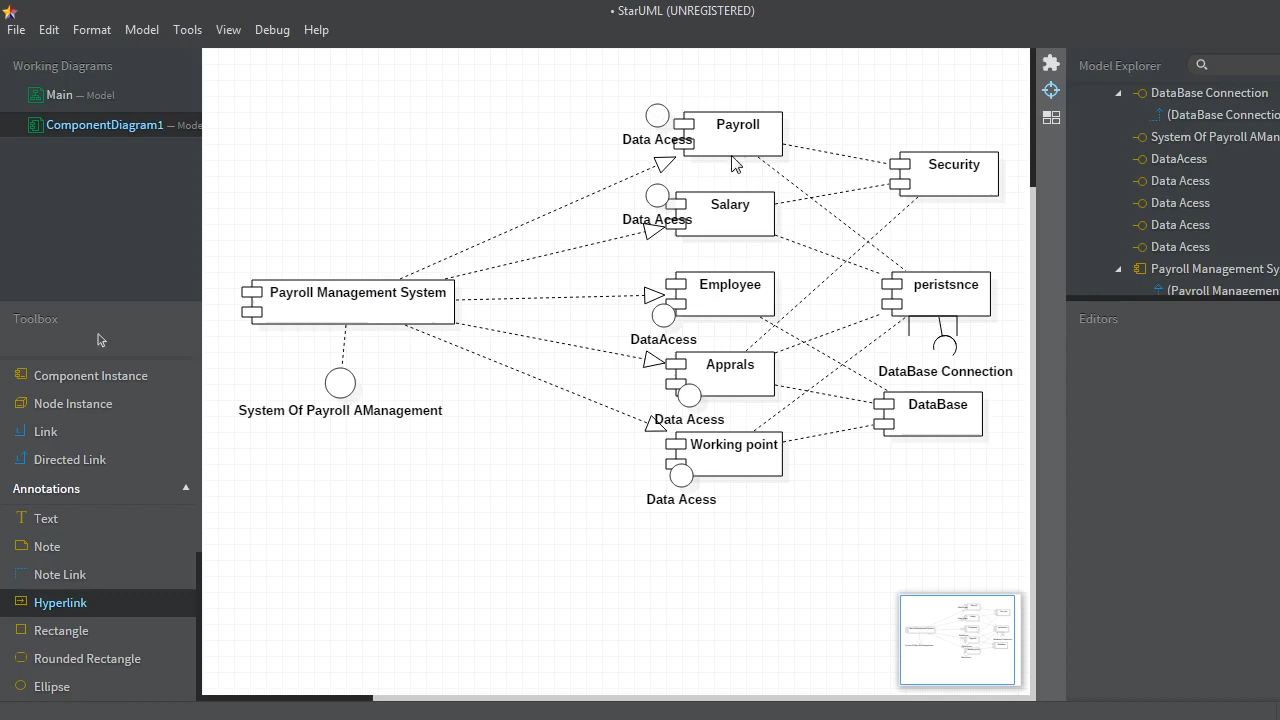 • StarUML (UNREGISTERED)
File Edit Format Model Tools View Debug Help
Working Diagrams
Main — Model
ComponentDiagram1 — Mode
Toolbox
Component Instance
Node Instance
Link
Directed Link
Annotations
Text
Note
Note Link
Hyperlink
Rectangle
Rounded Rectangle
Ellipse
Payroll
Data Acess
Security
Salary
Data Acess
Payroll Management System
Employee
peristsnce
DataAcess
DataBase Connection
Apprals
System Of Payroll AManagement
DataBase
Data Acess
Working point
Data Acess
Model Explorer
DataBase Connection
(DataBase Connectio
System Of Payroll AMan
DataAcess
Data Acess
Data Acess
Data Acess
Data Acess
Payroll Management Sy
(Payroll Management
Editors